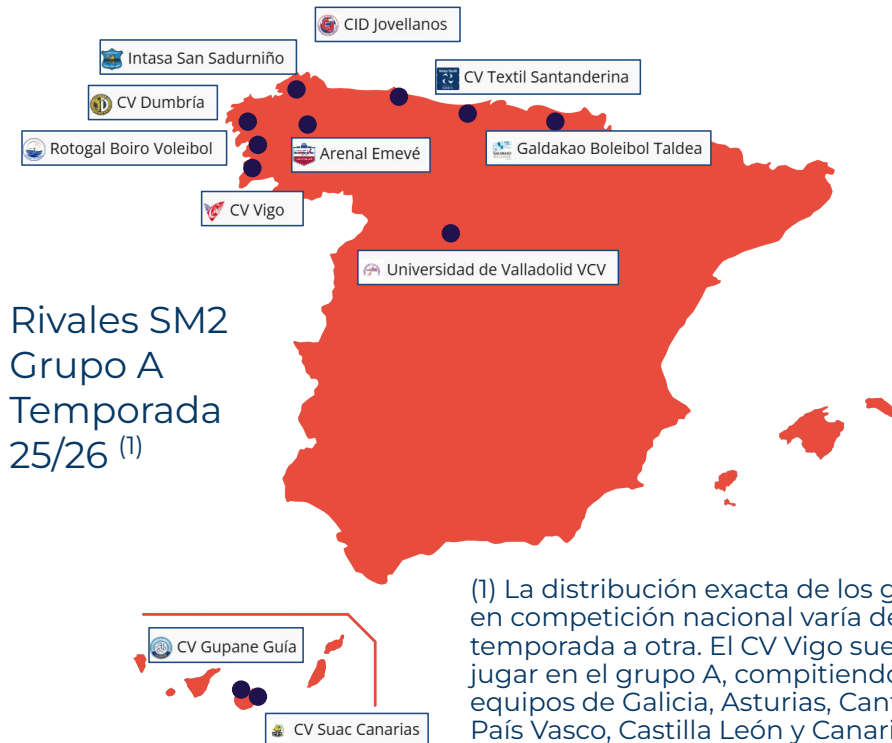 CID Jovellanos
Intasa San Sadurniño
CV Textil Santanderina
CV Dumbría
Rotogal Boiro Voleibol
Arenal Emevé
Galdakao Boleibol Taldea
CV Vigo
Universidad de Valladolid VCV
Rivales SM2
Grupo A
Temporada
25/26 (1)
(1) La distribución exacta de los
en competición nacional varía
temporada a otra. El CV Vigo
jugar en el grupo A, compitiendo
equipos de Galicia, Asturias,
País Vasco, Castilla León y
CV Gupane Guía
CV Suac Canarias